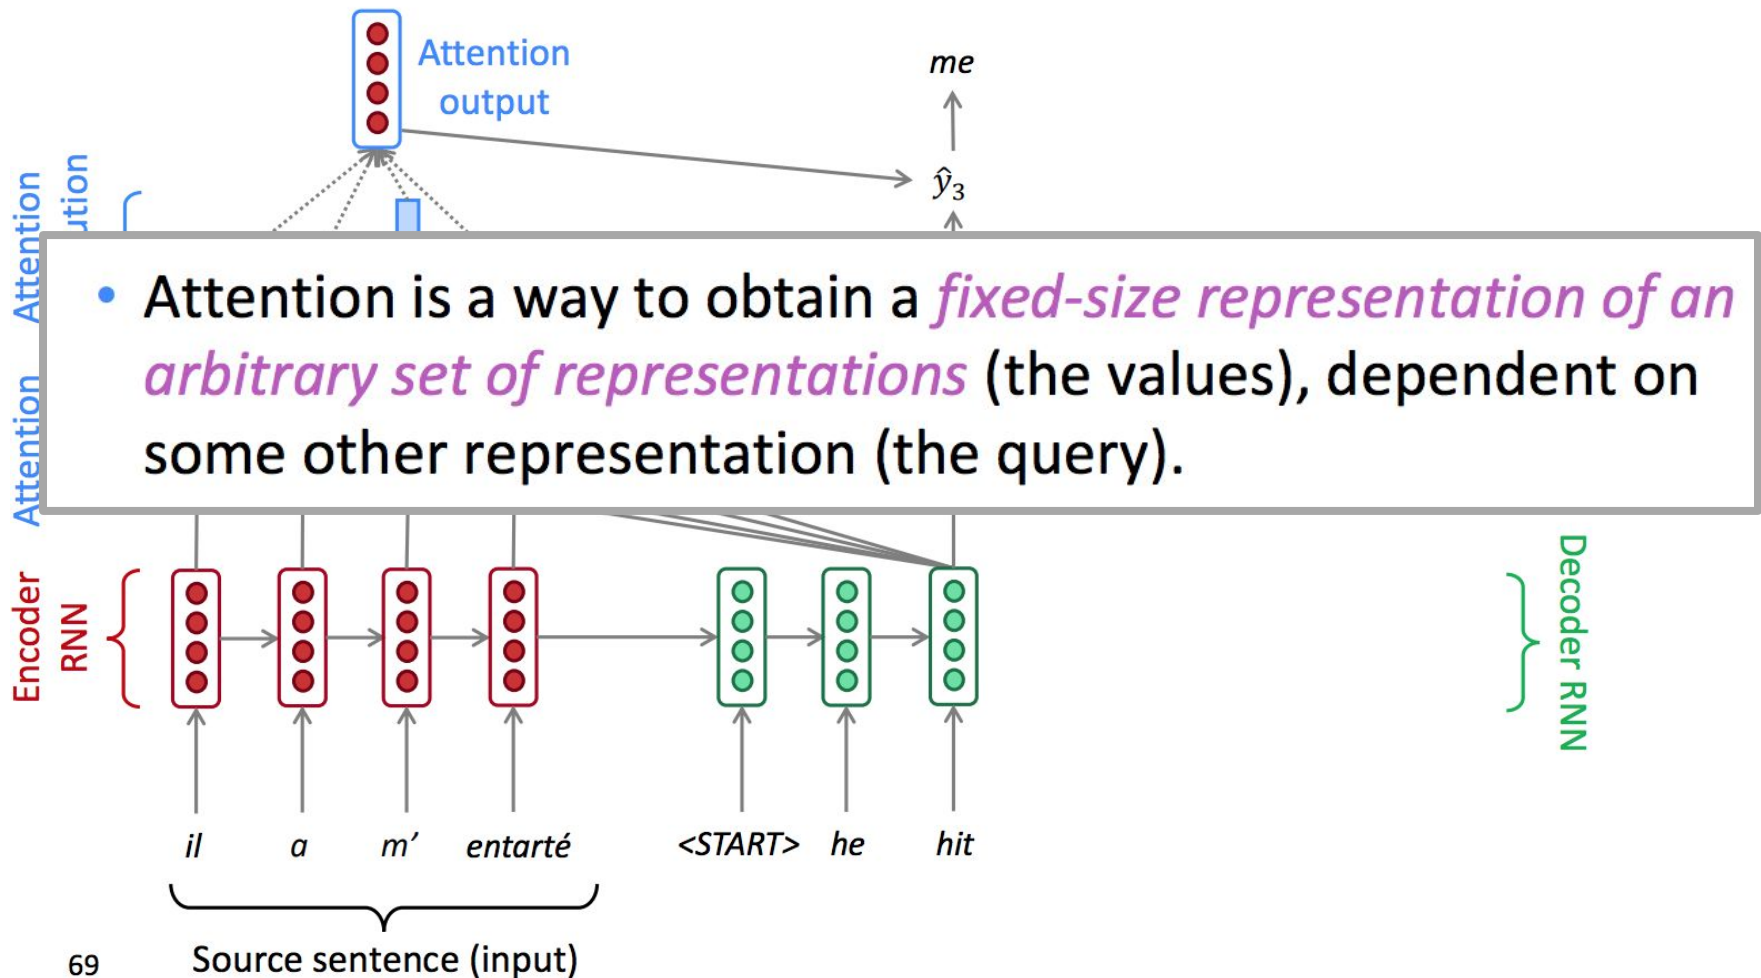 Attention
output
me
ŷ₃
Attention
Attention
• Attention is a way to obtain a fixed-size representation of an
arbitrary set of representations (the values), dependent on
some other representation (the query).
Encoder
RNN
Decoder RNN
il a m’ entarté <START> he hit
Source sentence (input)
69